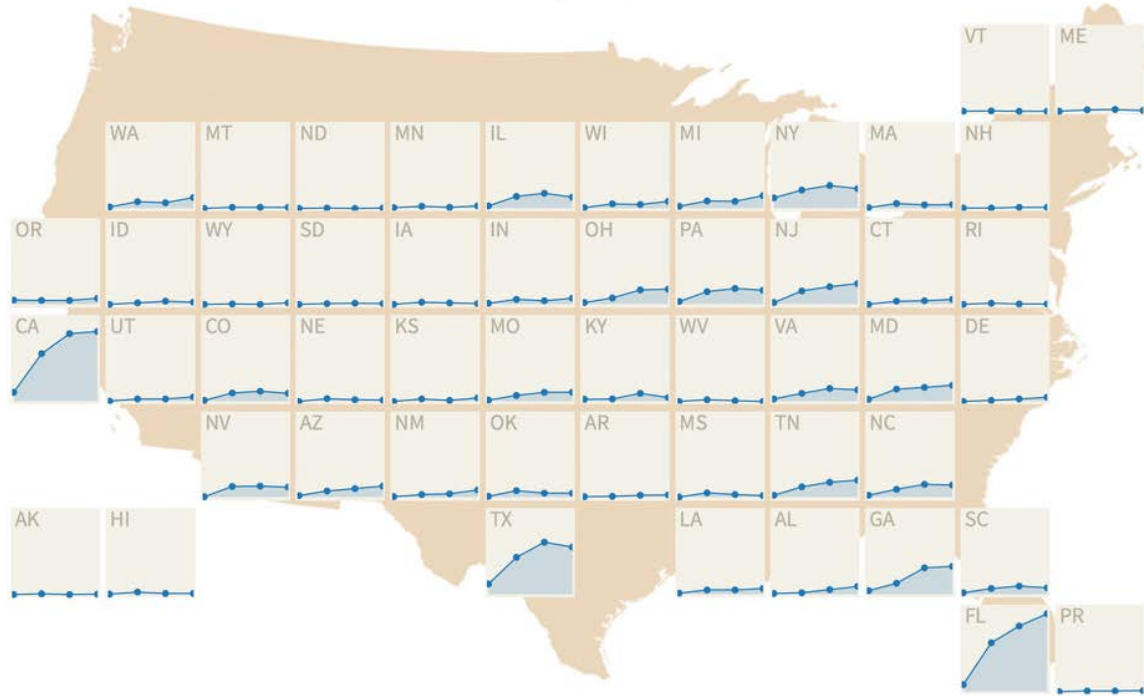 VT ME
WA MT ND MN IL WI MI NY MA NH
OR ID WY SD IA IN OH PA NJ CT RI
CA UT CO NE KS MO KY WV VA MD DE
NV AZ NM OK AR MS TN NC
AK HI TX LA AL GA SC
FL PR